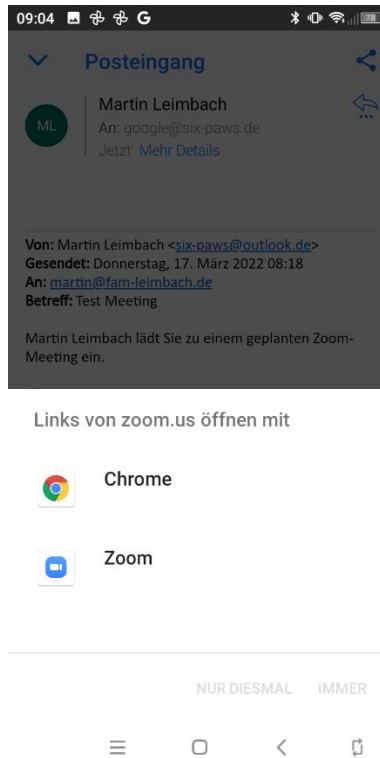 09:04 G 78
Posteingang
ML
Martin Leimbach
An: google@six-paws.de
Jetzt Mehr Details
Von: Martin Leimbach <six-paws@outlook.de>
Gesendet: Donnerstag, 17. März 2022 08:18
An: martin@fam-leimbach.de
Betreff: Test Meeting
Martin Leimbach lädt Sie zu einem geplanten Zoom-
Meeting ein.
Links von zoom.us öffnen mit
Chrome
Zoom
NUR DIESMAL IMMER